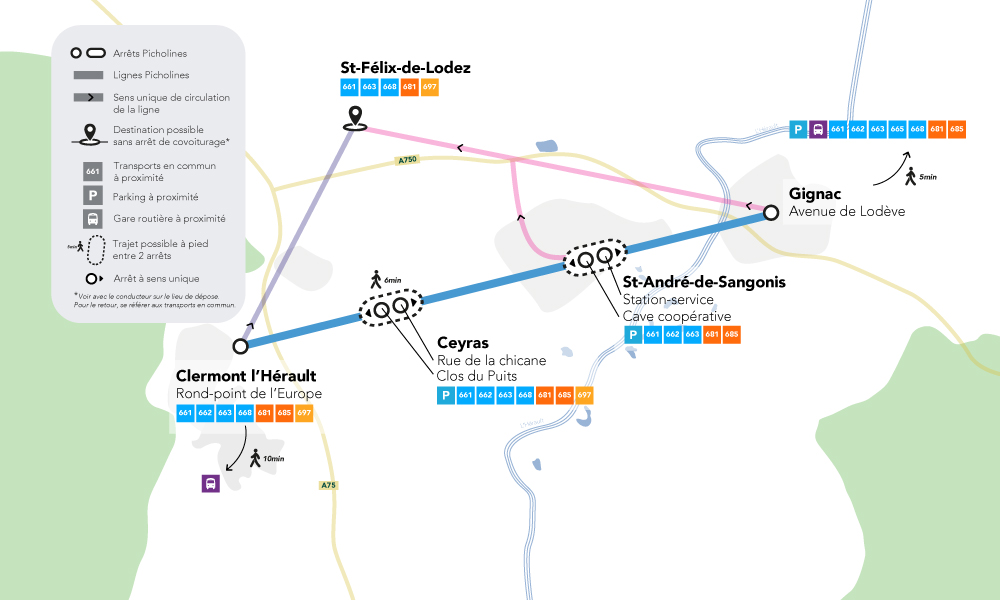 Arrêts Picholines
Lignes Picholines
Sens unique de circulation
de la ligne
Destination possible
sans arrêt de covoiturage*
661
Transports en commun
à proximité
P
Parking à proximité
Gare routière à proximité
5min
Trajet possible à pied
entre 2 arrêts
Arrêt à sens unique
*Voir avec le conducteur sur le lieu de dépose.
Pour le retour, se référer aux transports en commun.
St-Félix-de-Lodez
661 663 668 681 697
A750
P 661 662 663 665 668 681 685
5min
Gignac
Avenue de Lodève
St-André-de-Sangonis
Station-service
Cave coopérative
P 661 662 663 681 685
6min
Ceyras
Rue de la chicane
Clos du Puits
P 661 662 663 668 681 685 697
Clermont l’Hérault
Rond-point de l’Europe
661 662 663 668 681 685 697
10min
A75